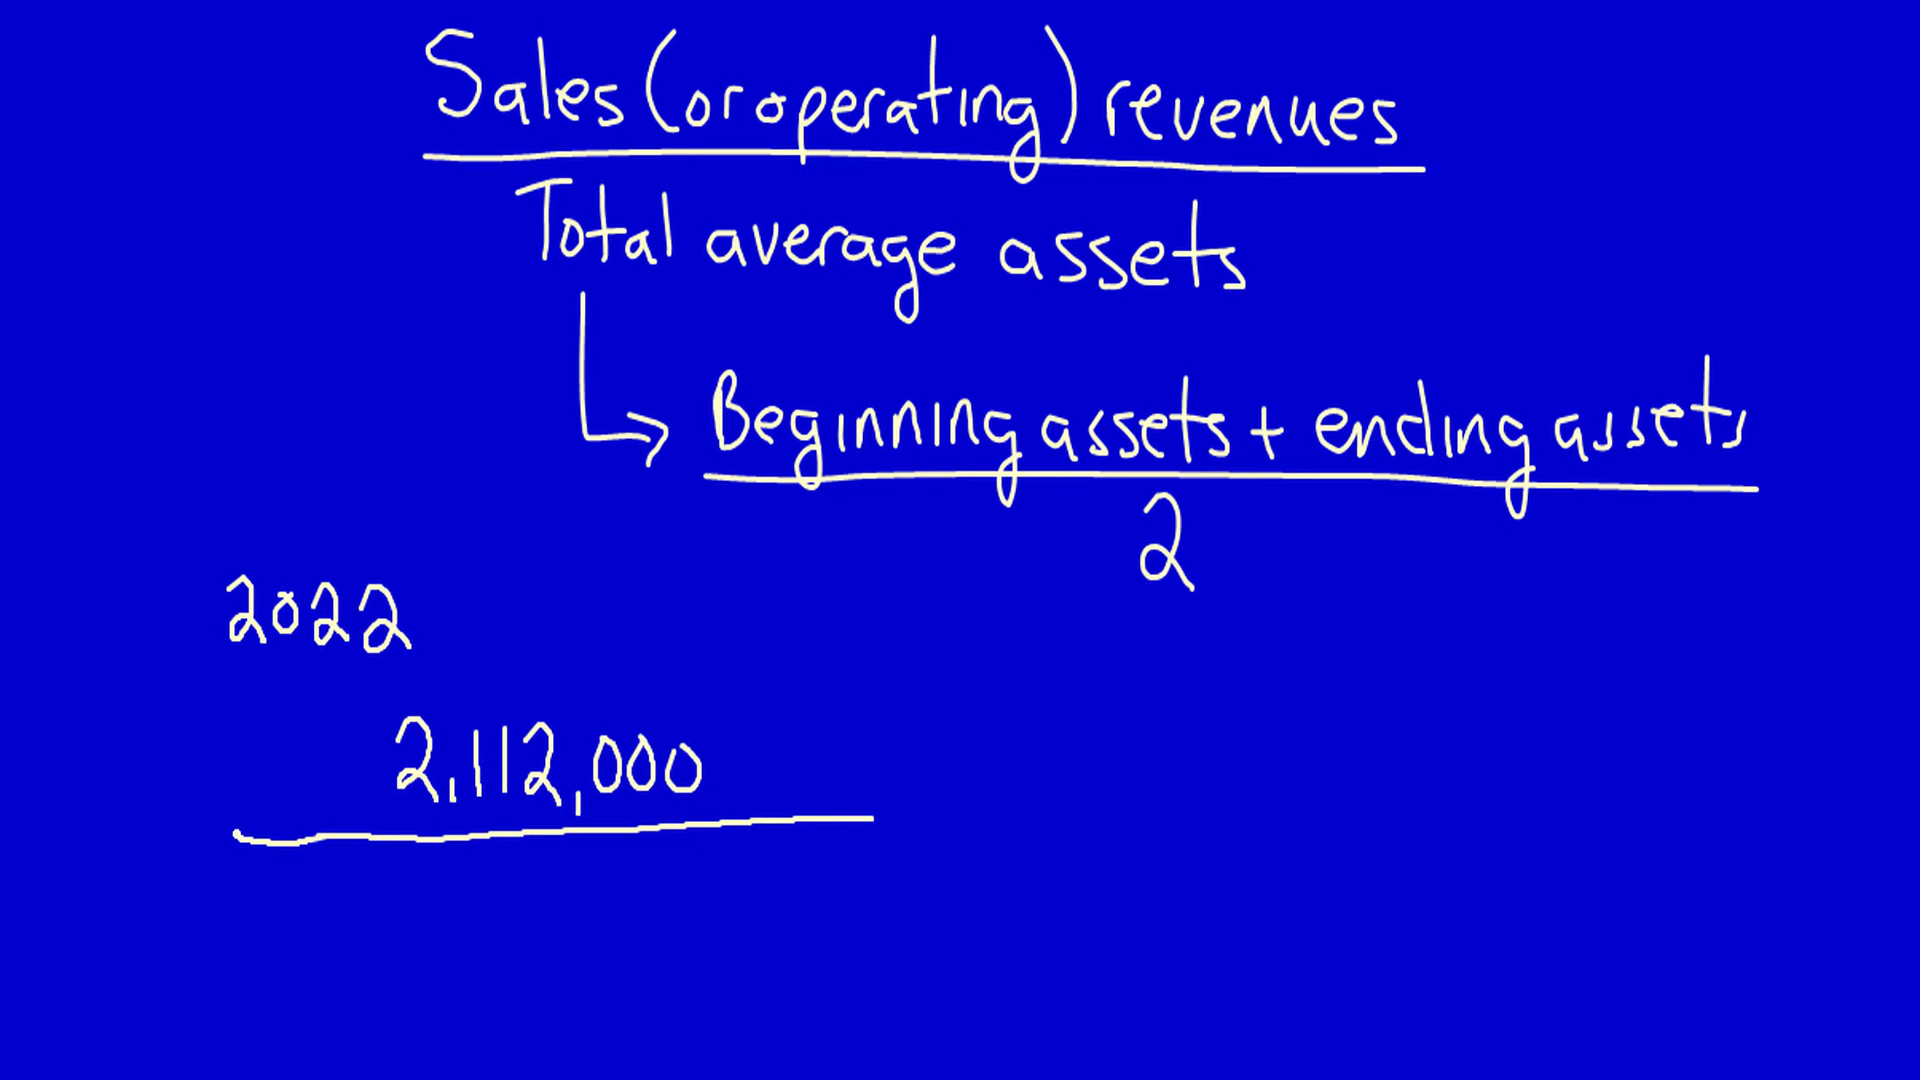 Sales (or operating) revenues
Total average assets
Beginning assets + ending assets
2
2022
2,112,000